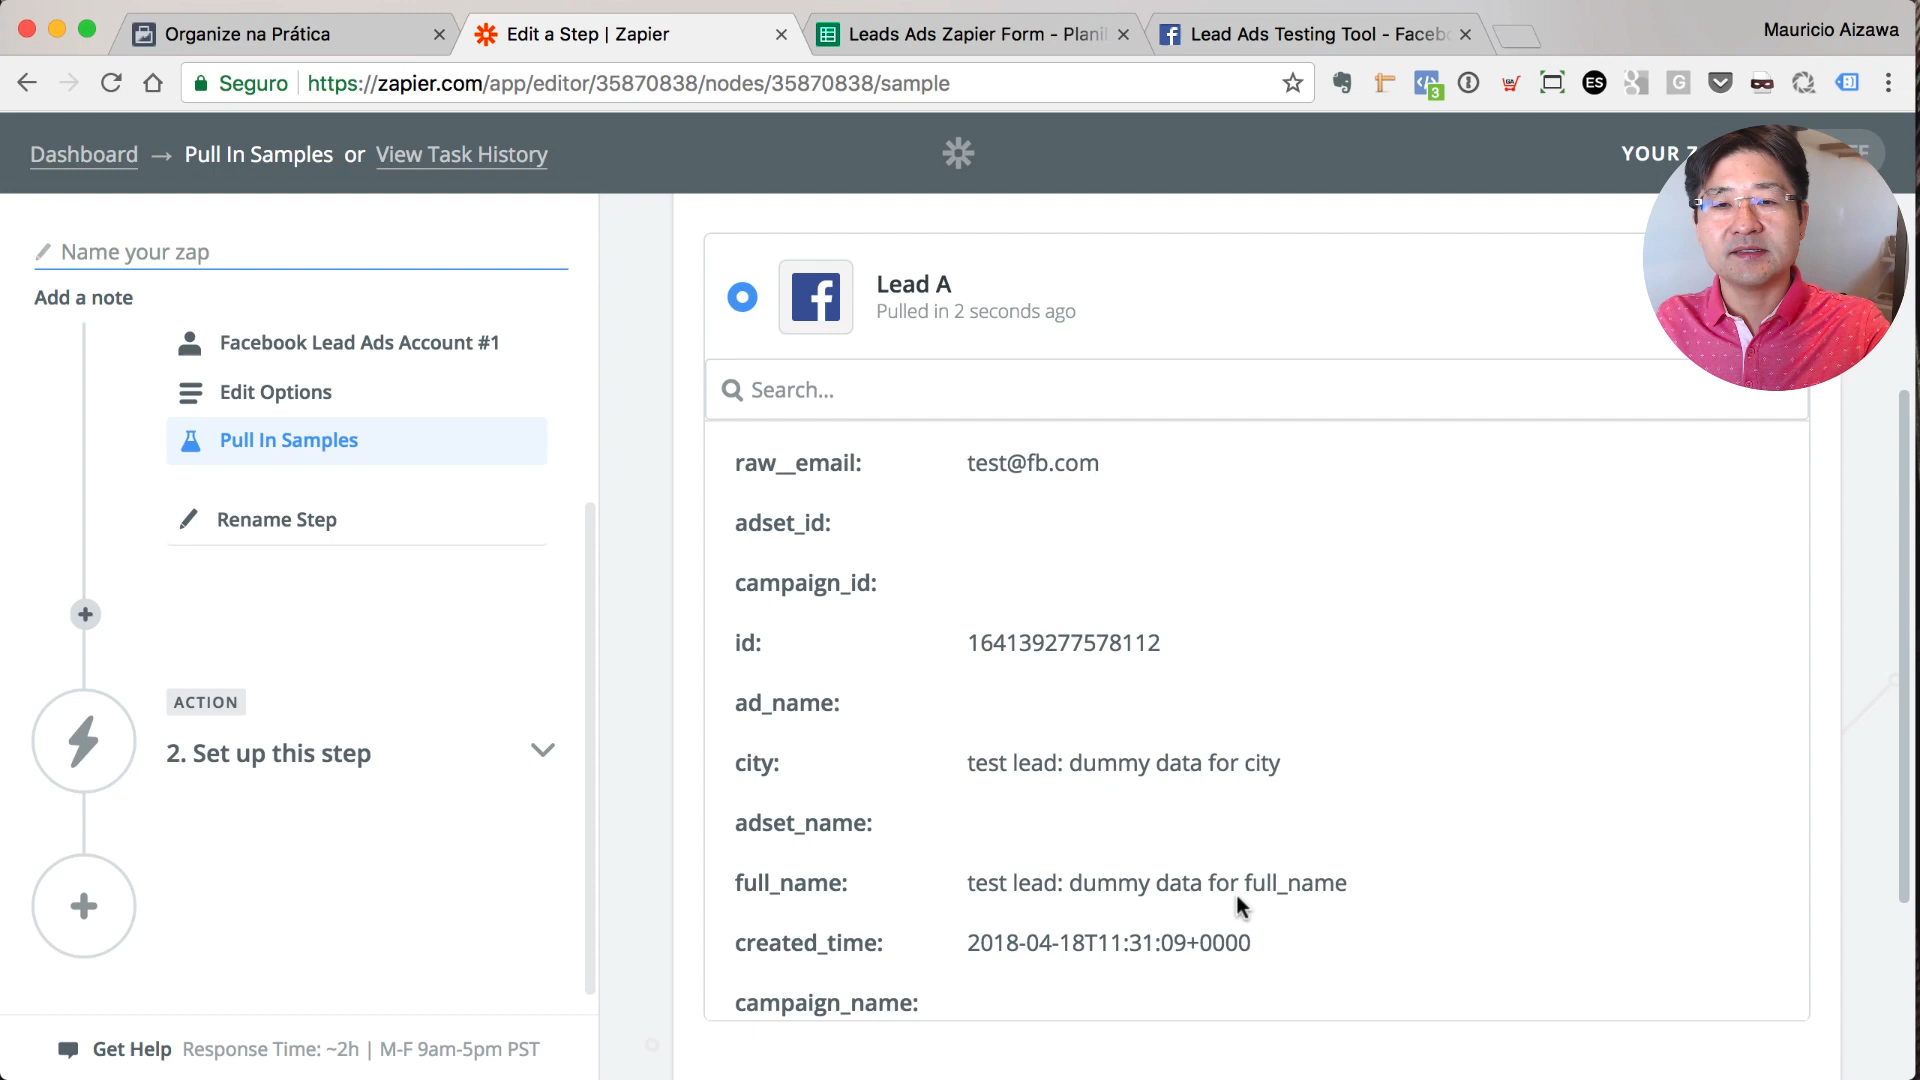 Organize na Prática
Edit a Step | Zapier
Leads Ads Zapier Form - Planil
Lead Ads Testing Tool - Facebo
Mauricio Aizawa
Seguro
https://zapier.com/app/editor/35870838/nodes/35870838/sample
3
ES
G
Dashboard → Pull In Samples or View Task History
YOUR Z
Name your zap
Add a note
Facebook Lead Ads Account #1
Edit Options
Pull In Samples
Rename Step
ACTION
2. Set up this step
Get Help Response Time: ~2h | M-F 9am-5pm PST
Lead A
Pulled in 2 seconds ago
Search...
raw__email: test@fb.com
adset_id:
campaign_id:
id: 164139277578112
ad_name:
city: test lead: dummy data for city
adset_name:
full_name: test lead: dummy data for full_name
created_time: 2018-04-18T11:31:09+0000
campaign_name: